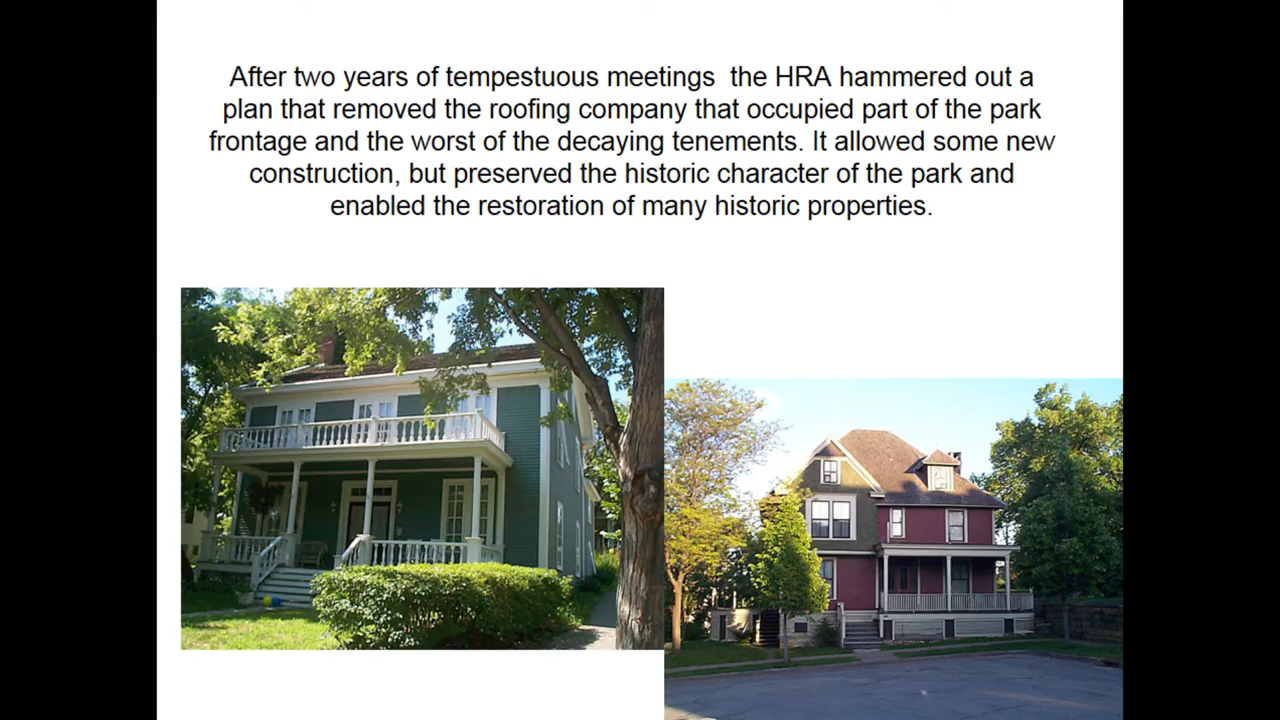 After two years of tempestuous meetings  the HRA hammered out a
plan that removed the roofing company that occupied part of the park
frontage and the worst of the decaying tenements. It allowed some new
construction, but preserved the historic character of the park and
enabled the restoration of many historic properties.